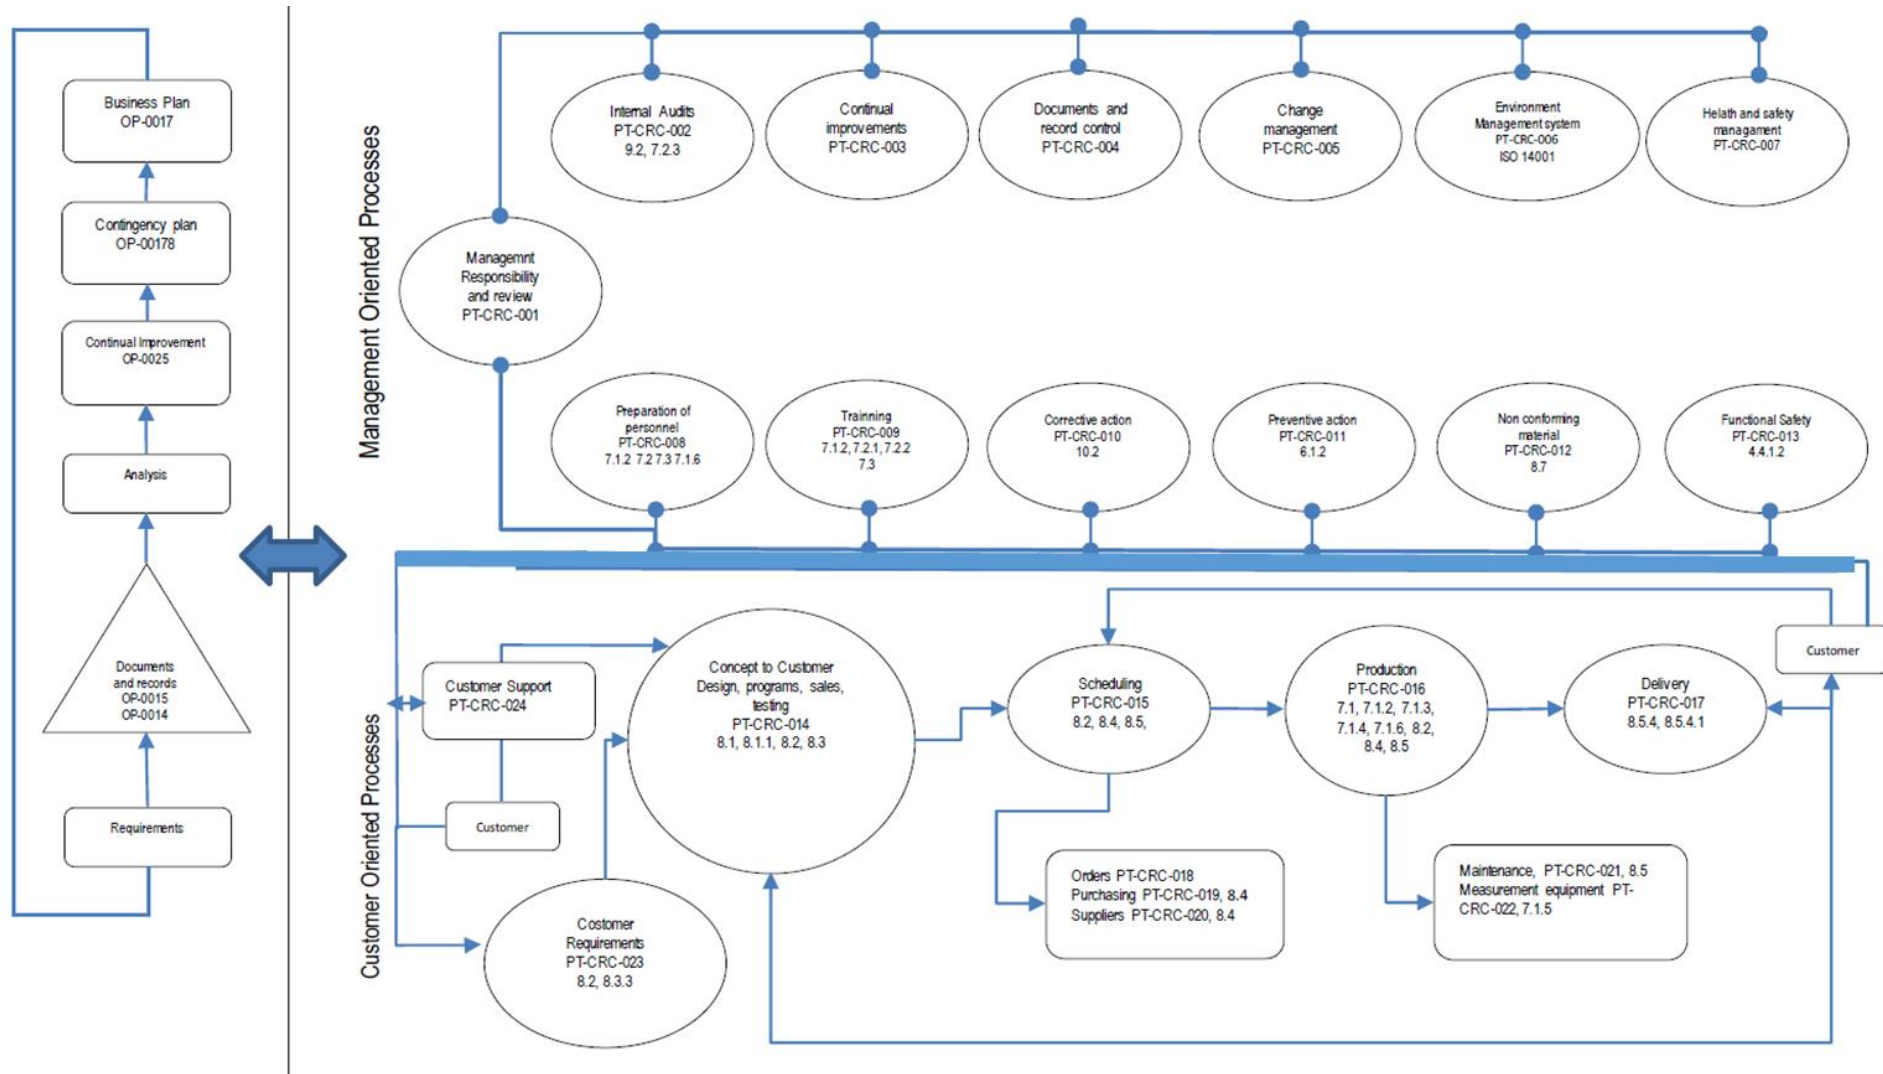 Business Plan
OP-0017
Contingency plan
OP-00178
Continual Improvement
OP-0025
Analysis
Documents
and records
OP-0015
OP-0014
Requirements
Management Oriented Processes
Internal Audits
PT-CRC-002
9.2, 7.2.3
Continual
improvements
PT-CRC-003
Documents and
record control
PT-CRC-004
Change
management
PT-CRC-005
Environment
Management system
PT-CRC-006
ISO 14001
Helath and safety
managament
PT-CRC-007
Managemnt
Responsibility
and review
PT-CRC-001
Preparation of
personnel
PT-CRC-008
7.1.2 7.2 7.3 7.1.6
Trainning
PT-CRC-009
7.1.2, 7.2.1, 7.2.2
7.3
Corrective action
PT-CRC-010
10.2
Preventive action
PT-CRC-011
6.1.2
Non conforming
material
PT-CRC-012
8.7
Functional Safety
PT-CRC-013
4.4.1.2
Customer Oriented Processes
Customer Support
PT-CRC-024
Customer
Costomer
Requirements
PT-CRC-023
8.2, 8.3.3
Concept to Customer
Design, programs, sales,
testing
PT-CRC-014
8.1, 8.1.1, 8.2, 8.3
Scheduling
PT-CRC-015
8.2, 8.4, 8.5,
Production
PT-CRC-016
7.1, 7.1.2, 7.1.3,
7.1.4, 7.1.6, 8.2,
8.4, 8.5
Delivery
PT-CRC-017
8.5.4, 8.5.4.1
Customer
Orders PT-CRC-018
Purchasing PT-CRC-019, 8.4
Suppliers PT-CRC-020, 8.4
Maintenance, PT-CRC-021, 8.5
Measurement equipment PT-
CRC-022, 7.1.5